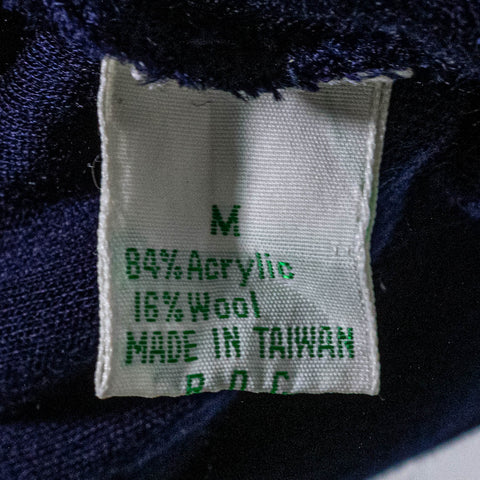 M
84% Acrylic
16% Wool
MADE IN TAIWAN
R.O.C.